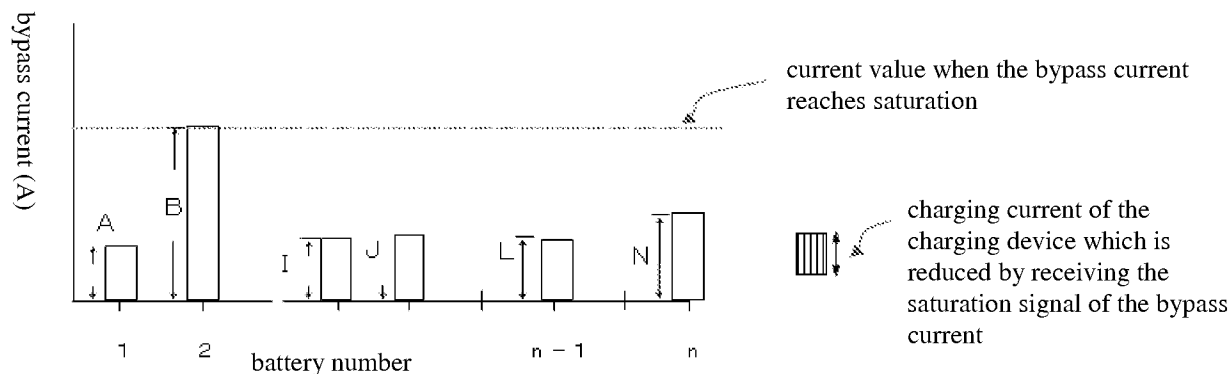 bypass current (A)
current value when the bypass current
reaches saturation
A
B
I
J
L
N
charging current of the
charging device which is
reduced by receiving the
saturation signal of the bypass
current
1
2
n - 1
n
battery number